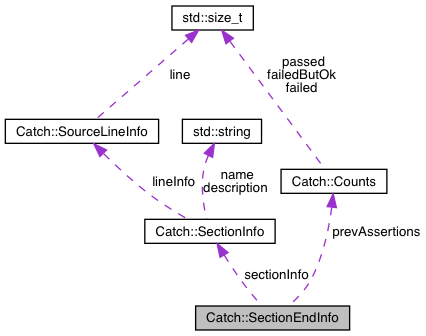 std::size_t
passed
failedButOk
failed
line
Catch::SourceLineInfo
std::string
lineInfo
name
description
Catch::Counts
Catch::SectionInfo
prevAssertions
sectionInfo
Catch::SectionEndInfo